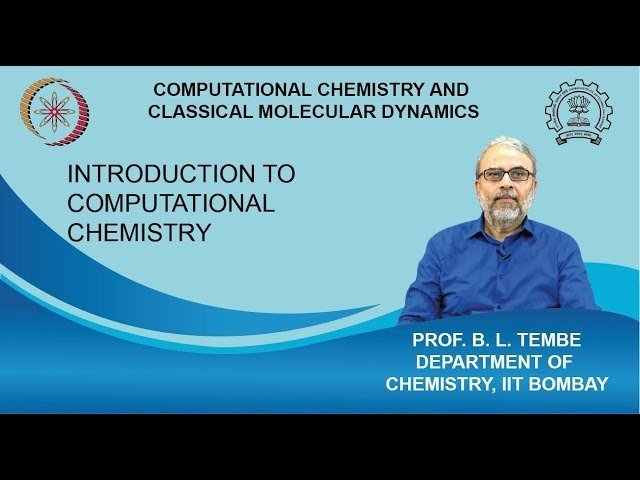 COMPUTATIONAL CHEMISTRY AND
CLASSICAL MOLECULAR DYNAMICS
INTRODUCTION TO
COMPUTATIONAL
CHEMISTRY
PROF. B. L. TEMBE
DEPARTMENT OF
CHEMISTRY, IIT BOMBAY